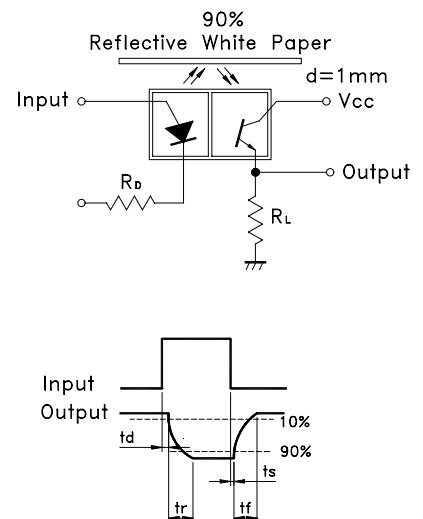 90%
Reflective White Paper
d=1mm
Input
Vcc
Output
RD
RL
Input
Output
10%
td
90%
ts
tr
tf